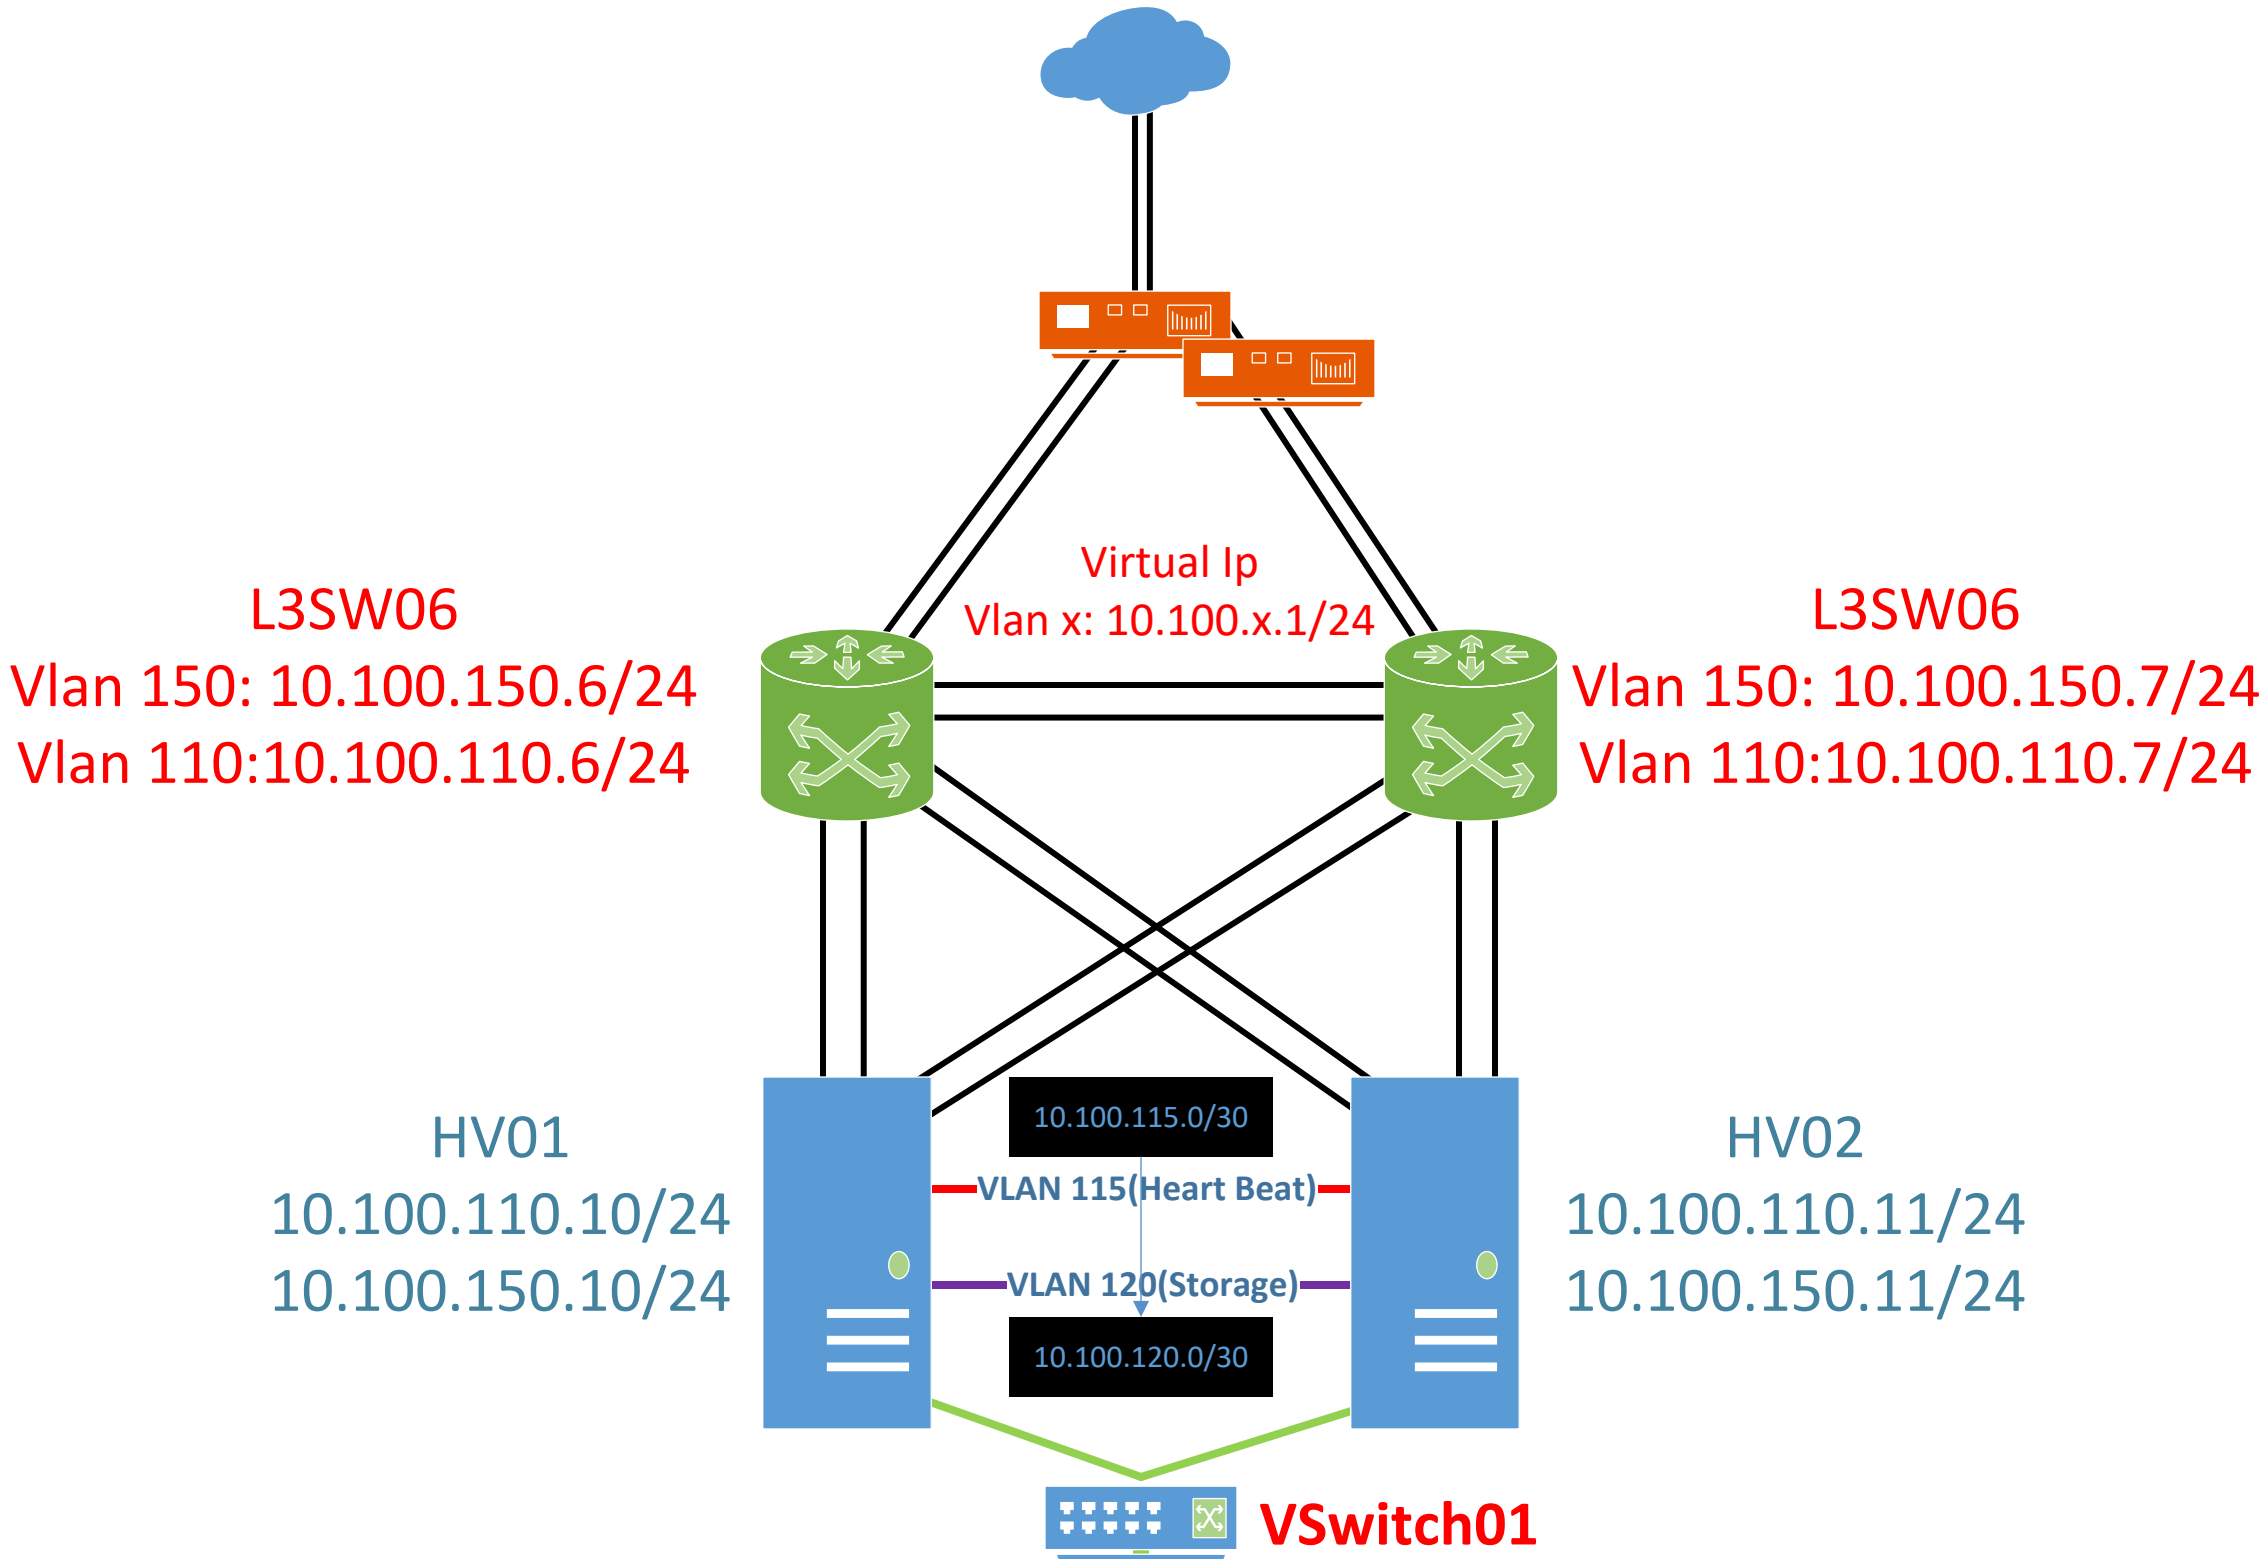 Virtual Ip
Vlan x: 10.100.x.1/24
L3SW06
Vlan 150: 10.100.150.6/24
Vlan 110:10.100.110.6/24
L3SW06
Vlan 150: 10.100.150.7/24
Vlan 110:10.100.110.7/24
HV01
10.100.110.10/24
10.100.150.10/24
10.100.115.0/30
VLAN 115(Heart Beat)
VLAN 120(Storage)
10.100.120.0/30
HV02
10.100.110.11/24
10.100.150.11/24
VSwitch01